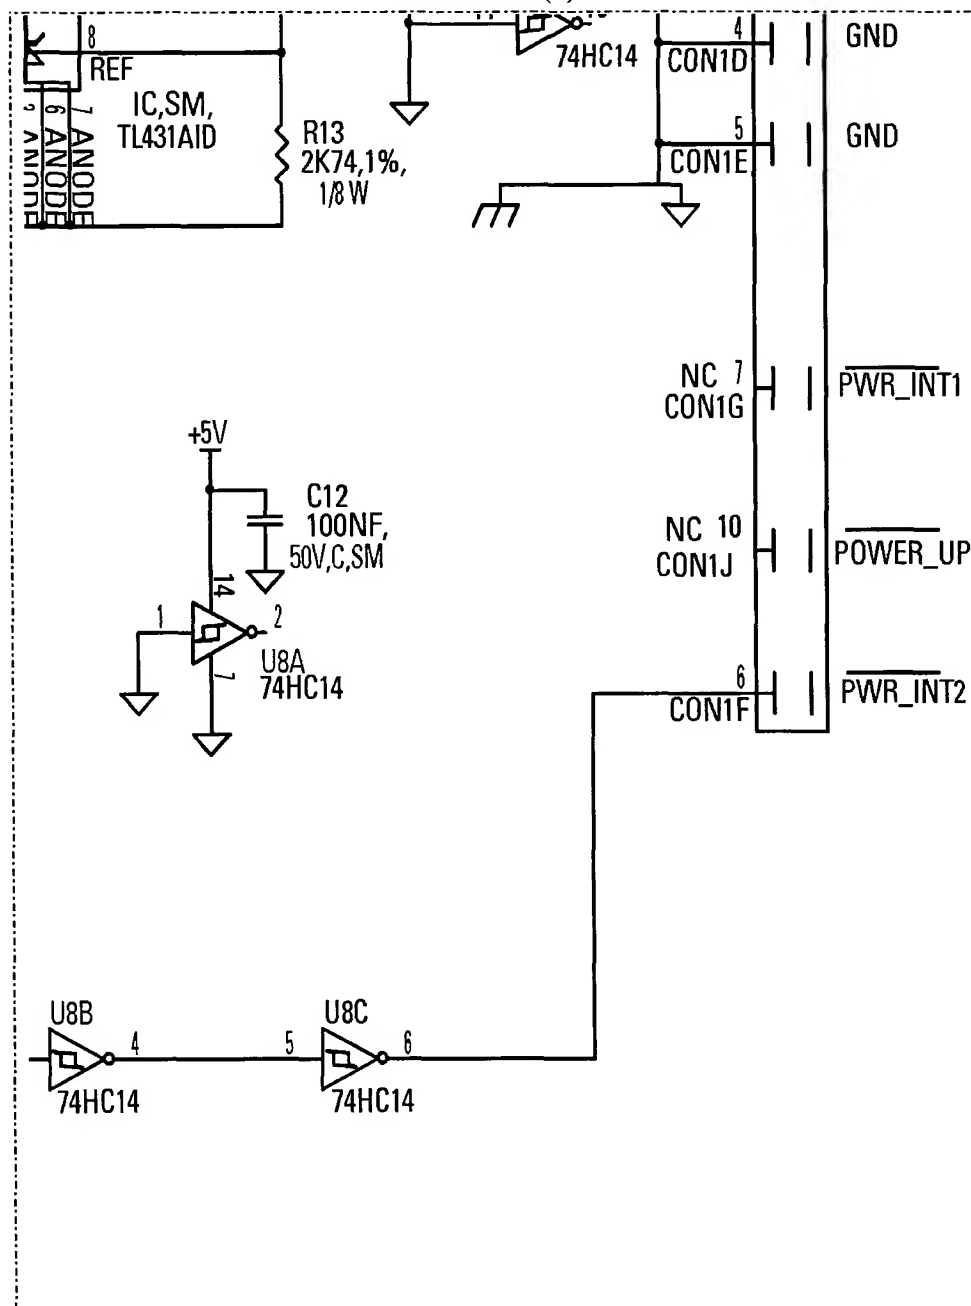 8
REF
IC,SM,
TL431AID
7 ANODE
6 ANODE
ANODE
R13
2K74,1%,
1/8 W
74HC14
4
CON1D
GND
5
CON1E
GND
NC 7
CON1G
PWR_INT1
+5V
C12
100NF,
50V,C,SM
NC 10
CON1J
POWER_UP
14
1
2
U8A
74HC14
7
6
CON1F
PWR_INT2
U8B
4
74HC14
U8C
5
6
74HC14